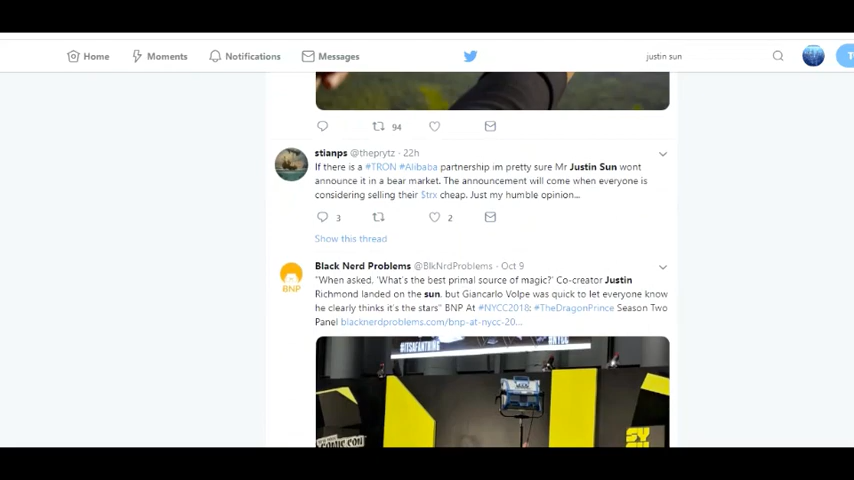 Home Moments Notifications Messages justin sun
94
stianps @theprytz · 22h
If there is a #TRON #Alibaba partnership im pretty sure Mr Justin Sun wont
announce it in a bear market. The announcement will come when everyone is
considering selling their $trx cheap. Just my humble opinion...
3 2
Show this thread
Black Nerd Problems @BlkNrdProblems · Oct 9
BNP
"When asked, 'What's the best primal source of magic?' Co-creator Justin
Richmond landed on the sun, but Giancarlo Volpe was quick to let everyone know
he clearly thinks it's the stars" BNP At #NYCC2018: #TheDragonPrince Season Two
Panel blacknerdproblems.com/bnp-at-nycc-20...
#ITSAFANTHING